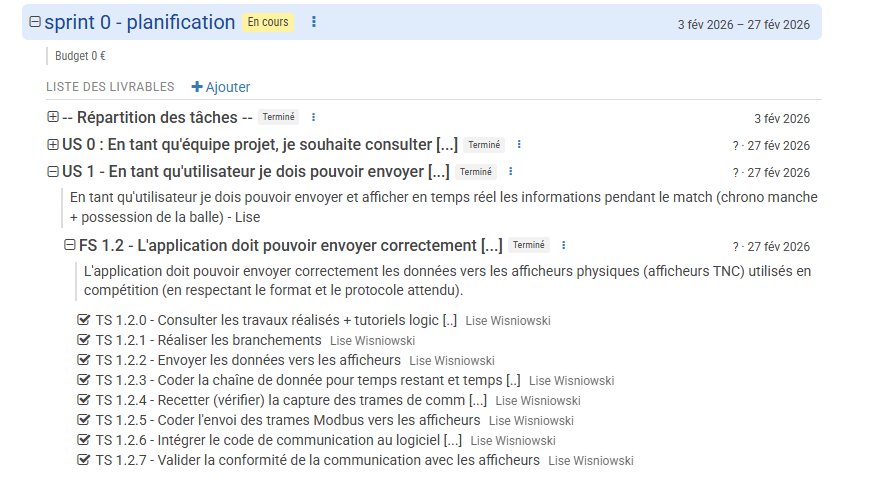 sprint 0 - planification En cours 3 fév 2026 – 27 fév 2026
Budget 0 €
LISTE DES LIVRABLES Ajouter
-- Répartition des tâches -- Terminé 3 fév 2026
US 0 : En tant qu'équipe projet, je souhaite consulter [...] Terminé ? · 27 fév 2026
US 1 - En tant qu'utilisateur je dois pouvoir envoyer [...] Terminé ? · 27 fév 2026
En tant qu'utilisateur je dois pouvoir envoyer et afficher en temps réel les informations pendant le match (chrono manche
+ possession de la balle) - Lise
FS 1.2 - L'application doit pouvoir envoyer correctement [...] Terminé ? · 27 fév 2026
L'application doit pouvoir envoyer correctement les données vers les afficheurs physiques (afficheurs TNC) utilisés en
compétition (en respectant le format et le protocole attendu).
TS 1.2.0 - Consulter les travaux réalisés + tutoriels logic [..] Lise Wisniowski
TS 1.2.1 - Réaliser les branchements Lise Wisniowski
TS 1.2.2 - Envoyer les données vers les afficheurs Lise Wisniowski
TS 1.2.3 - Coder la chaîne de donnée pour temps restant et temps [..] Lise Wisniowski
TS 1.2.4 - Recetter (vérifier) la capture des trames de comm [...] Lise Wisniowski
TS 1.2.5 - Coder l'envoi des trames Modbus vers les afficheurs Lise Wisniowski
TS 1.2.6 - Intégrer le code de communication au logiciel [...] Lise Wisniowski
TS 1.2.7 - Valider la conformité de la communication avec les afficheurs Lise Wisniowski